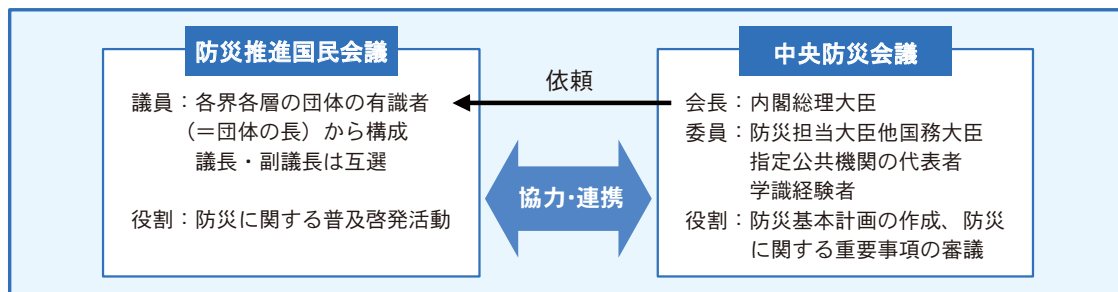 防災推進国民会議
議員：各界各層の団体の有識者
（＝団体の長）から構成
議長・副議長は互選
役割：防災に関する普及啓発活動
依頼
協力・連携
中央防災会議
会長：内閣総理大臣
委員：防災担当大臣他国務大臣
指定公共機関の代表者
学識経験者
役割：防災基本計画の作成、防災
に関する重要事項の審議